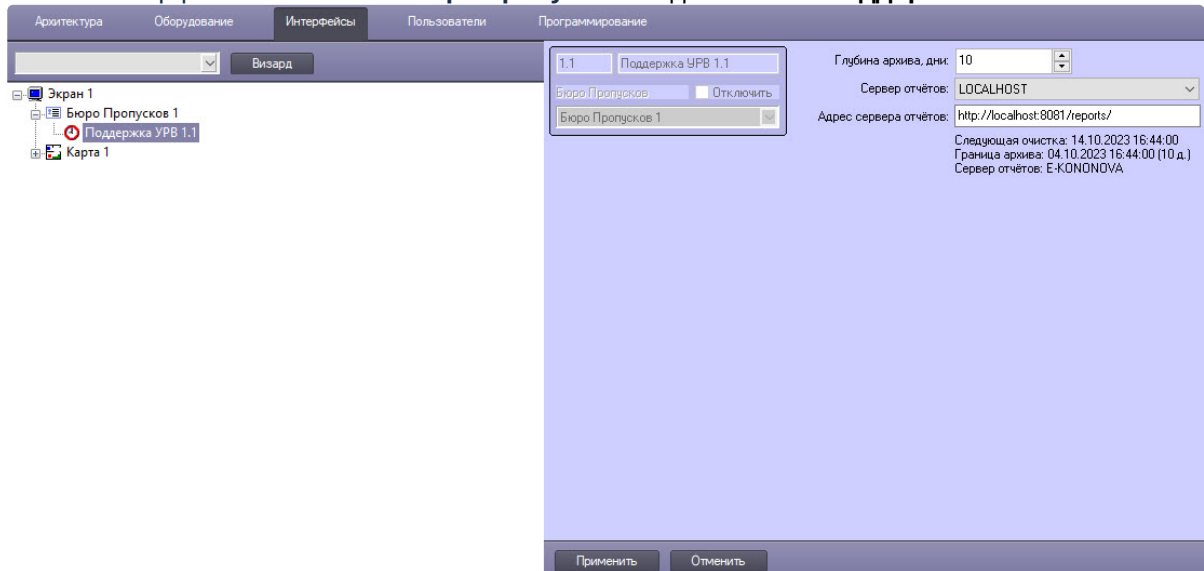 Архитектура Оборудование Интерфейсы Пользователи Программирование
Визард
Экран 1
Бюро Пропусков 1
Поддержка УРВ 1.1
Карта 1
1.1 Поддержка УРВ 1.1
Бюро Пропусков Отключить
Бюро Пропусков 1
Глубина архива, дни: 10
Сервер отчётов: LOCALHOST
Адрес сервера отчётов: http://localhost:8081/reports/
Следующая очистка: 14.10.2023 16:44:00
Граница архива: 04.10.2023 16:44:00 (10 д.)
Сервер отчётов: E-KONONOVA
Применить Отменить